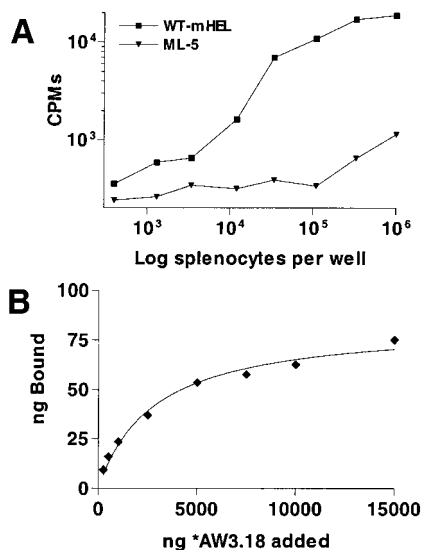 A
WT-mHEL
ML-5
CPMs
10⁴
10³
10³ 10⁴ 10⁵ 10⁶
Log splenocytes per well
B
ng Bound
100
75
50
25
0
0 5000 10000 15000
ng *AW3.18 added